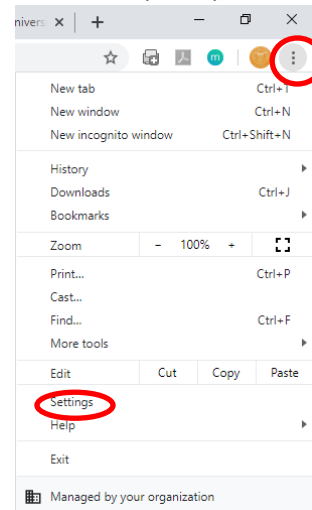 nivers
New tab Ctrl+T
New window Ctrl+N
New incognito window Ctrl+Shift+N
History
Downloads Ctrl+J
Bookmarks
Zoom - 100% +
Print... Ctrl+P
Cast...
Find... Ctrl+F
More tools
Edit Cut Copy Paste
Settings
Help
Exit
Managed by your organization